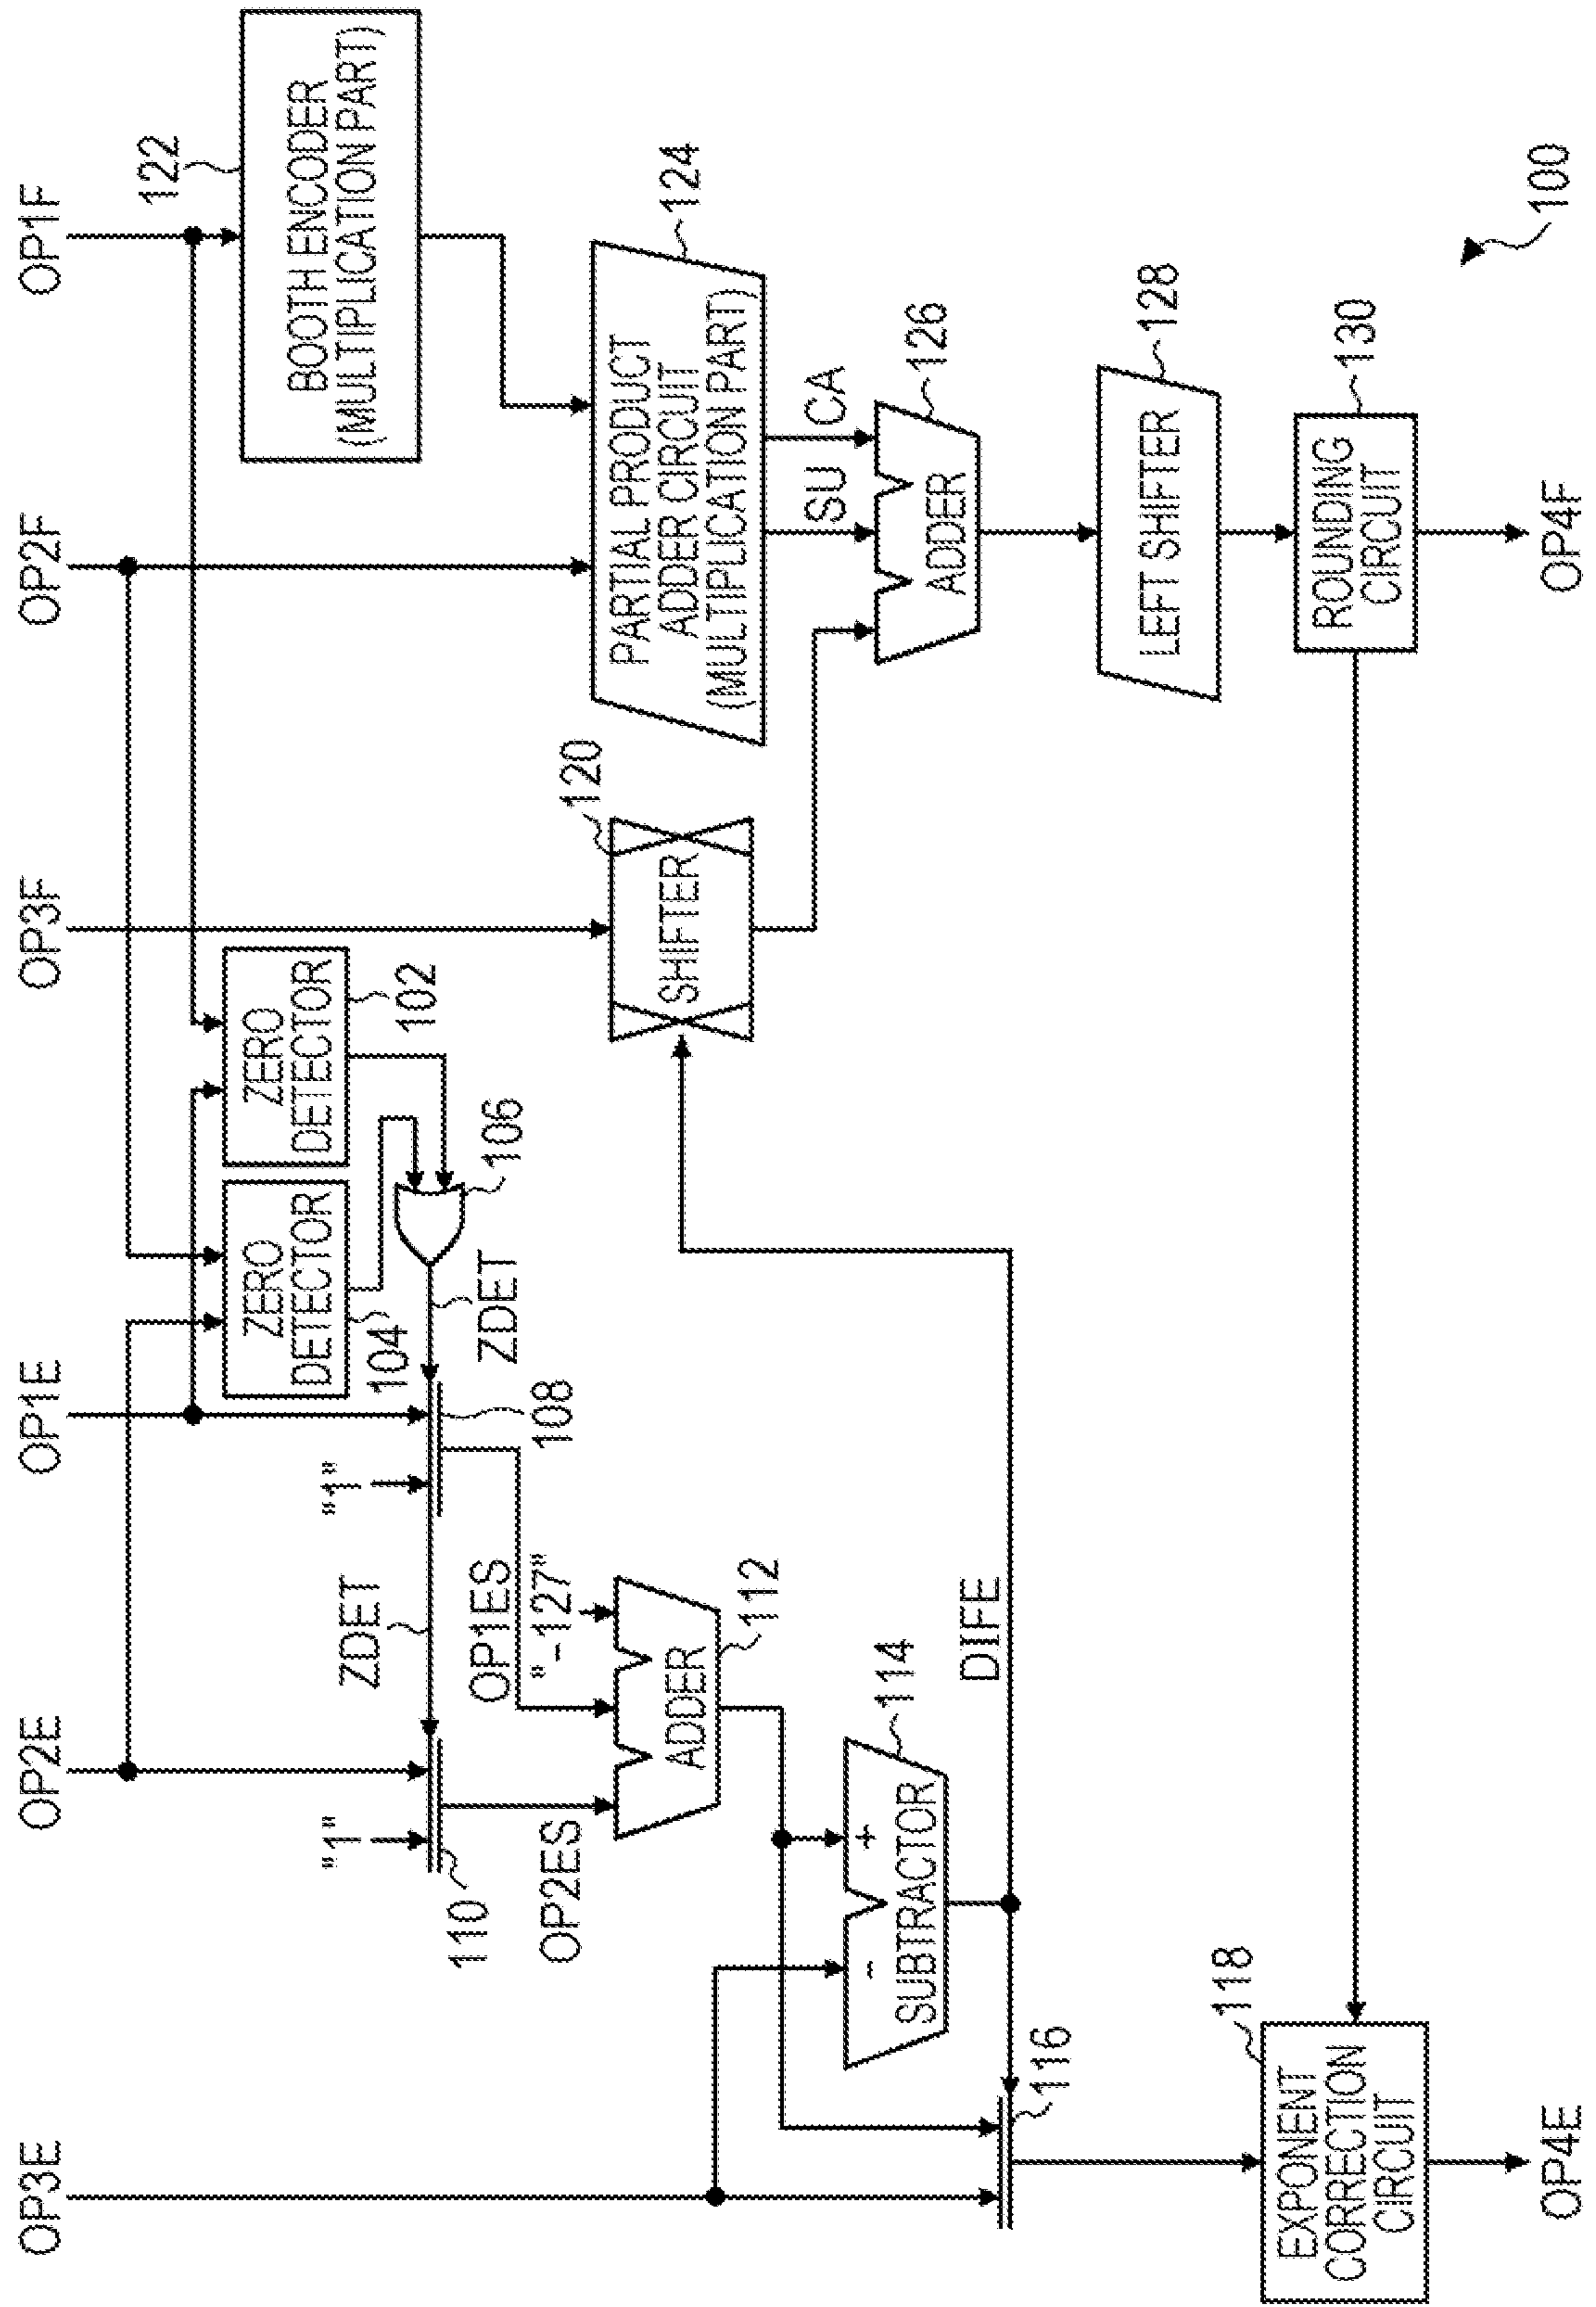 OP3E
OP2E
OP1E
OP3F
OP2F
OP1F
122
BOOTH ENCODER
(MULTIPLICATION PART)
ZERO
DETECTOR
104
ZERO
DETECTOR
102
106
ZDET
ZDET
"1"
110
"1"
108
OP2ES
OP1ES
"-127"
ADDER
112
120
SHIFTER
PARTIAL PRODUCT
ADDER CIRCUIT
(MULTIPLICATION PART)
124
SU
CA
-
+
SUBTRACTOR
114
DIFE
ADDER
126
116
LEFT SHIFTER
128
118
EXPONENT
CORRECTION
CIRCUIT
ROUNDING
CIRCUIT
130
100
OP4E
OP4F